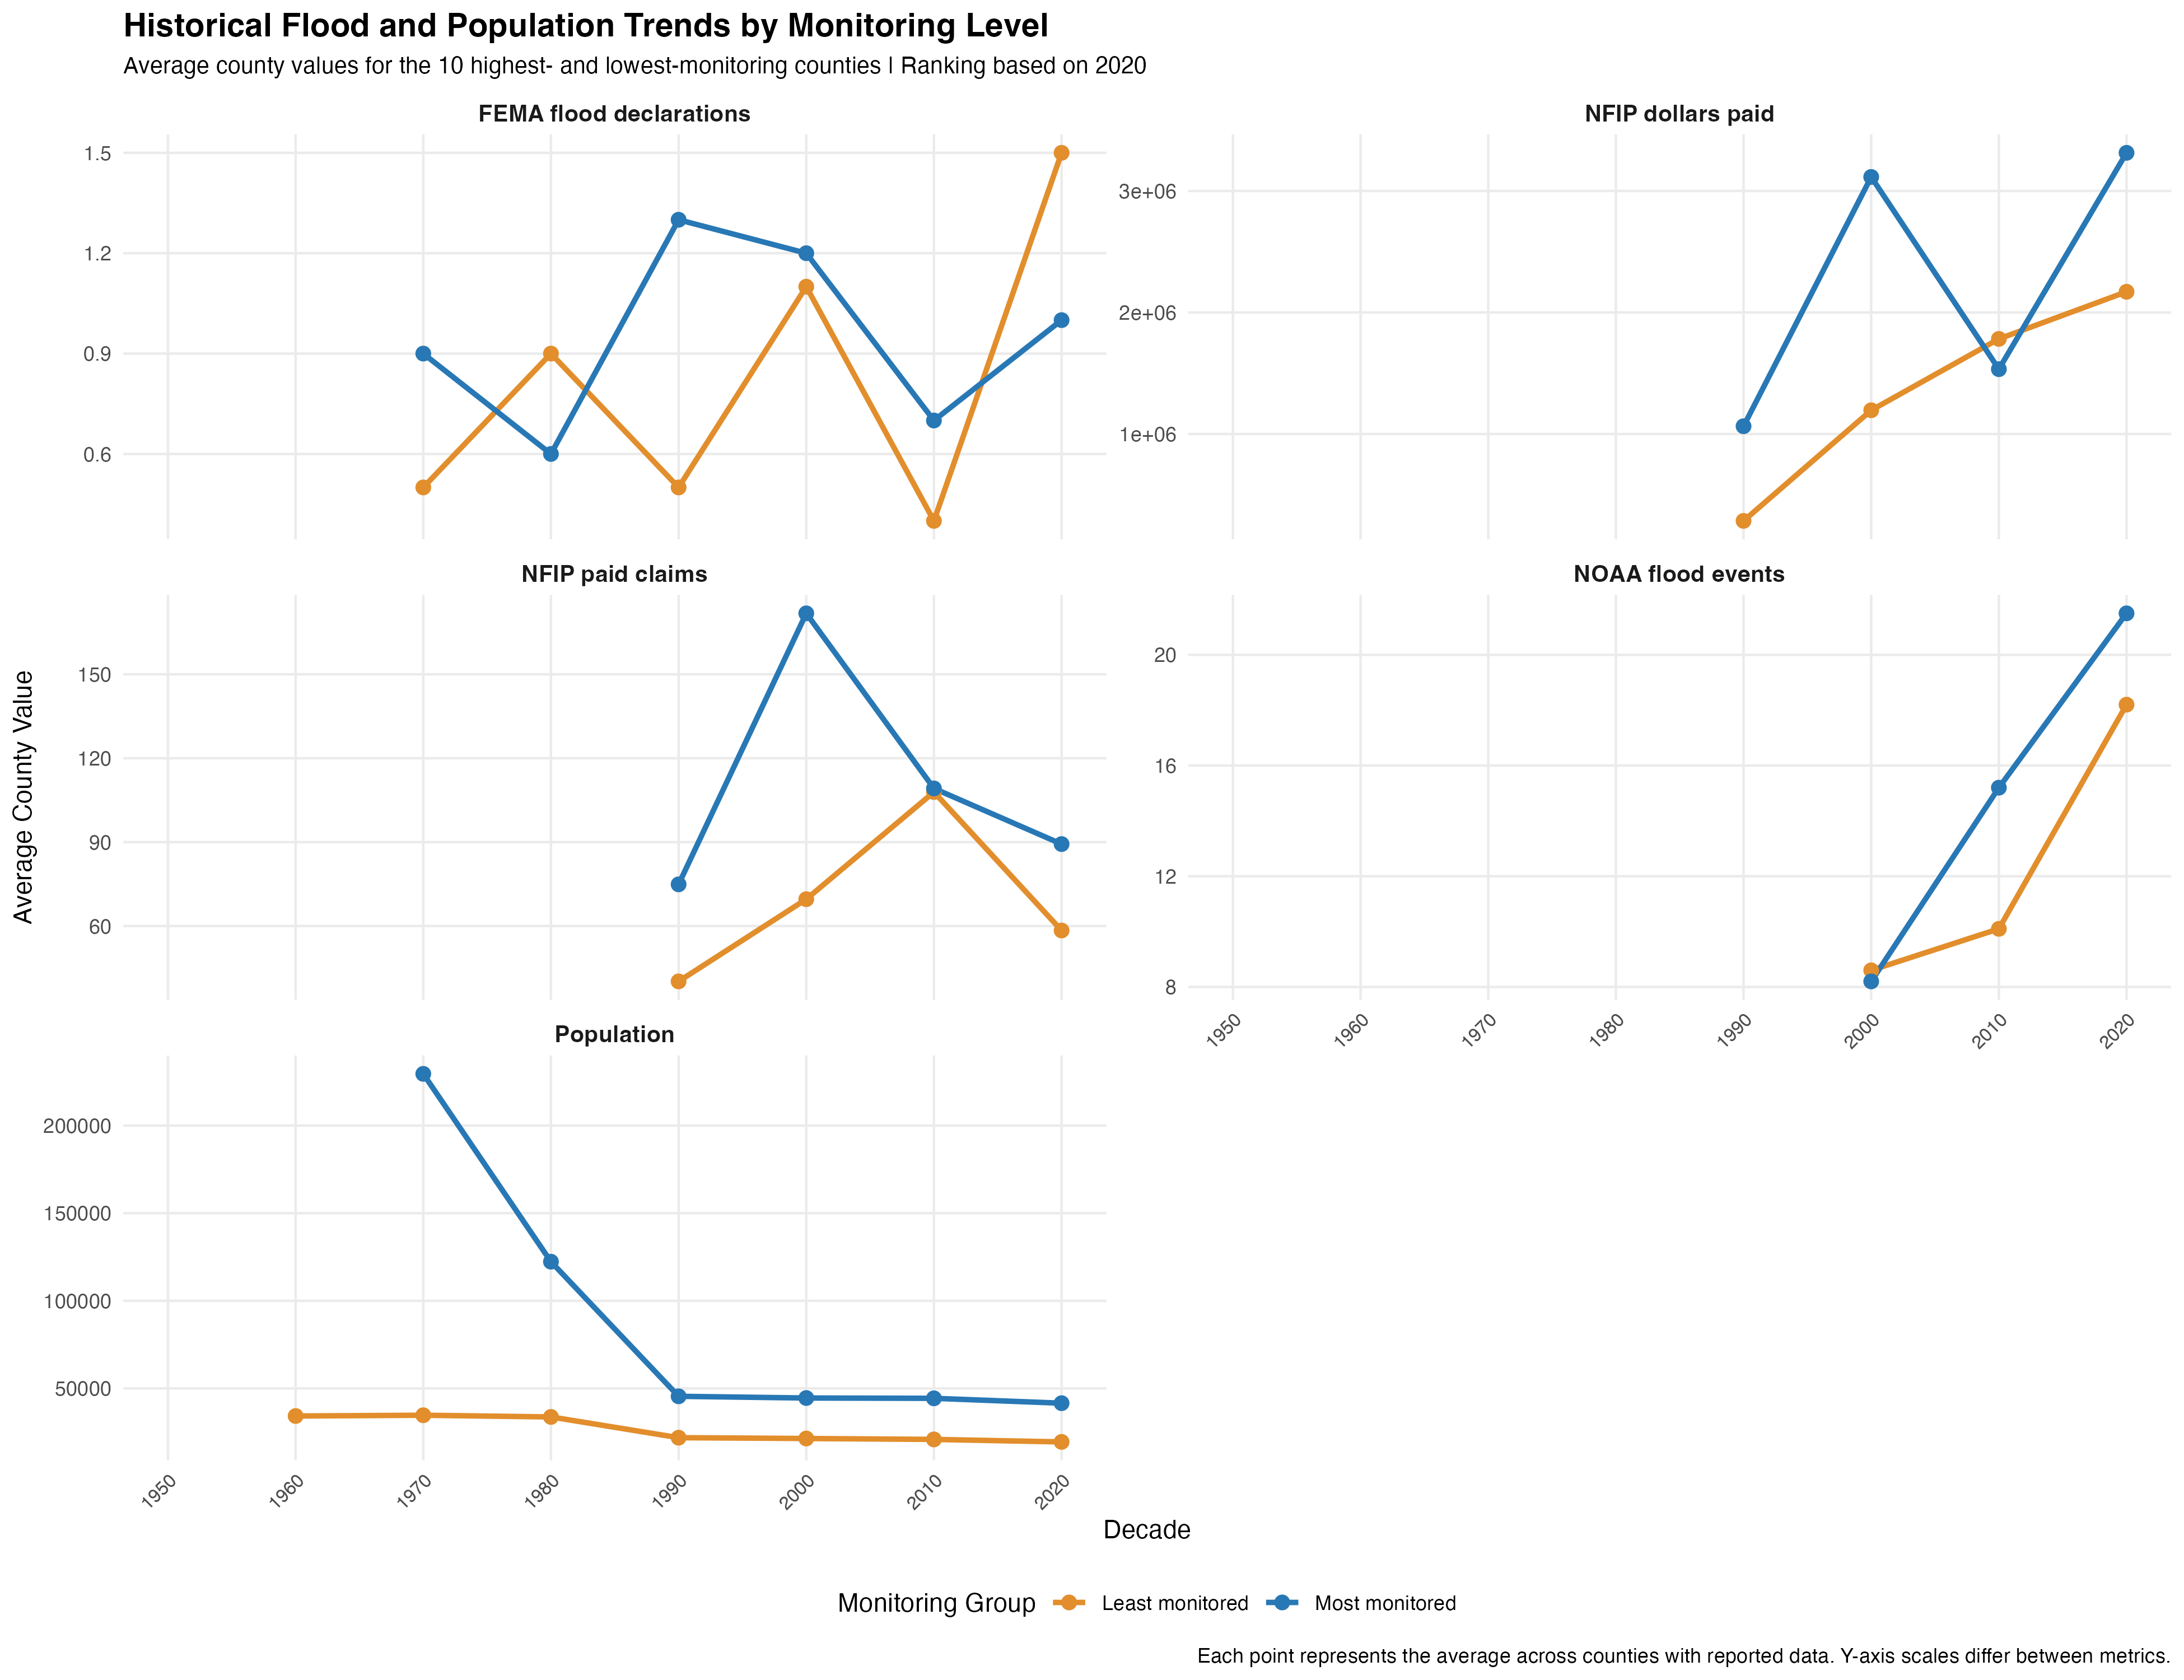 Historical Flood and Population Trends by Monitoring Level
Average county values for the 10 highest- and lowest-monitoring counties | Ranking based on 2020
FEMA flood declarations
1.5
1.2
0.9
0.6
NFIP dollars paid
3e+06
2e+06
1e+06
NFIP paid claims
150
120
90
60
NOAA flood events
20
16
12
8
1950 1960 1970 1980 1990 2000 2010 2020
Population
200000
150000
100000
50000
1950 1960 1970 1980 1990 2000 2010 2020
Average County Value
Decade
Monitoring Group Least monitored Most monitored
Each point represents the average across counties with reported data. Y-axis scales differ between metrics.